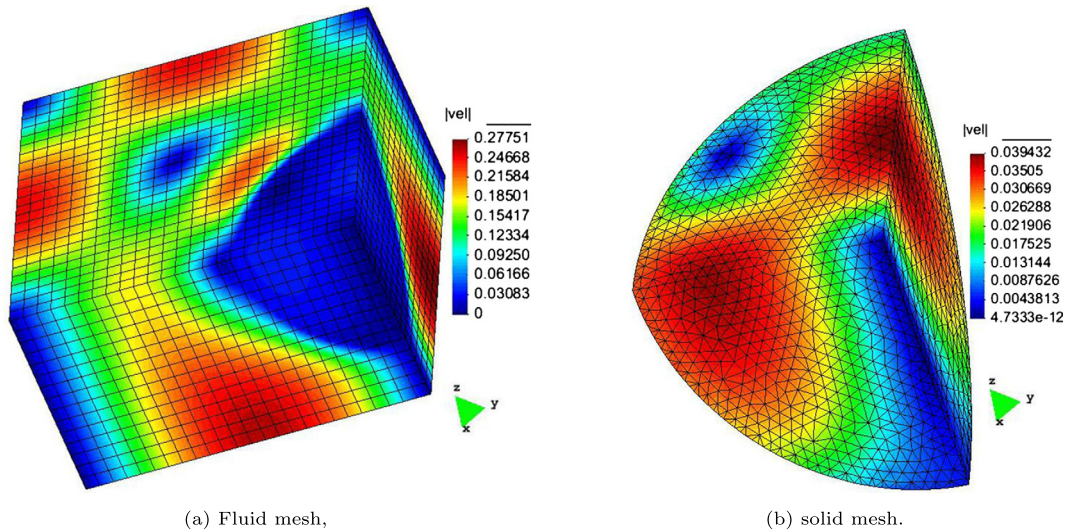 |vel|
0.27751
0.24668
0.21584
0.18501
0.15417
0.12334
0.09250
0.06166
0.03083
0
z
y
x
(a) Fluid mesh,
|vel|
0.039432
0.03505
0.030669
0.026288
0.021906
0.017525
0.013144
0.0087626
0.0043813
4.7333e-12
z
y
x
(b) solid mesh.